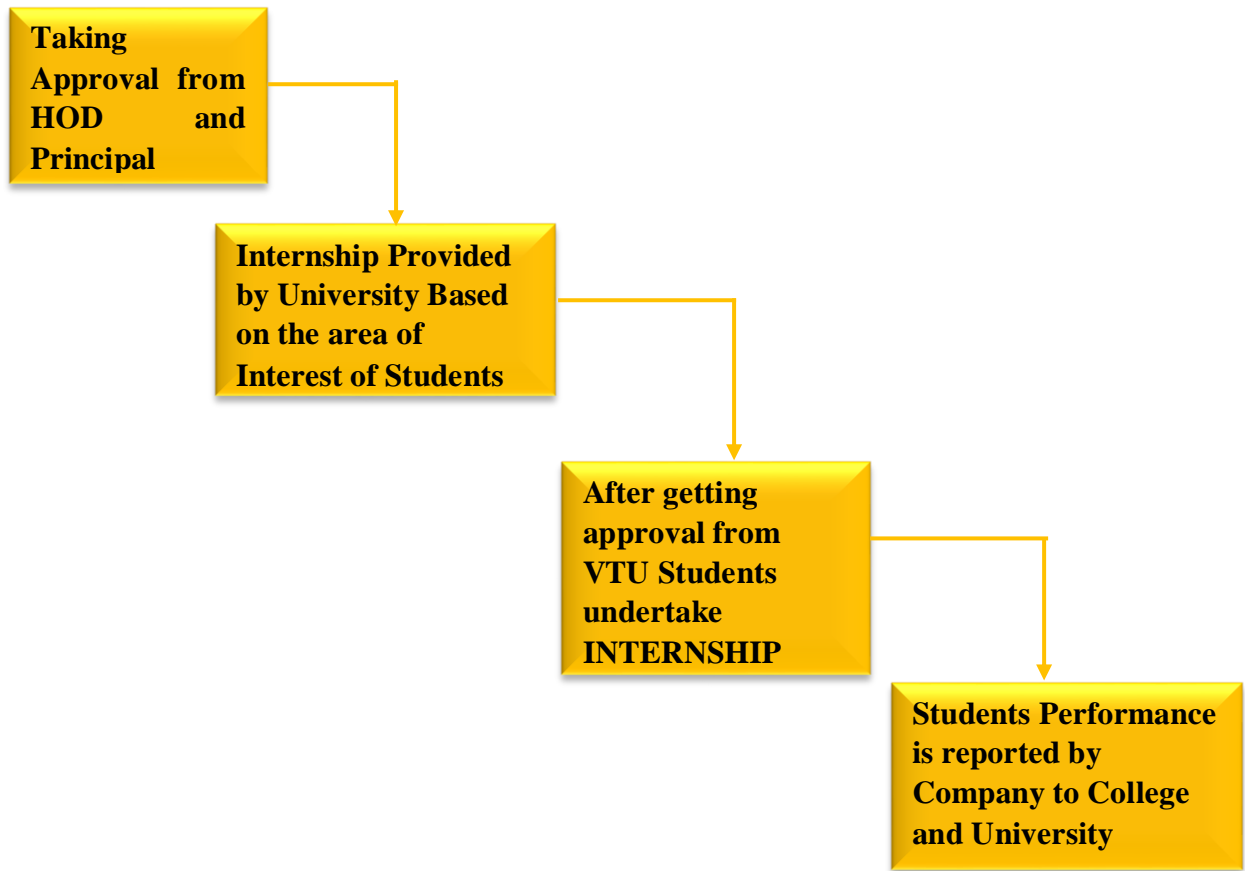 Taking
Approval from
HOD and
Principal
Internship Provided
by University Based
on the area of
Interest of Students
After getting
approval from
VTU Students
undertake
INTERNSHIP
Students Performance
is reported by
Company to College
and University